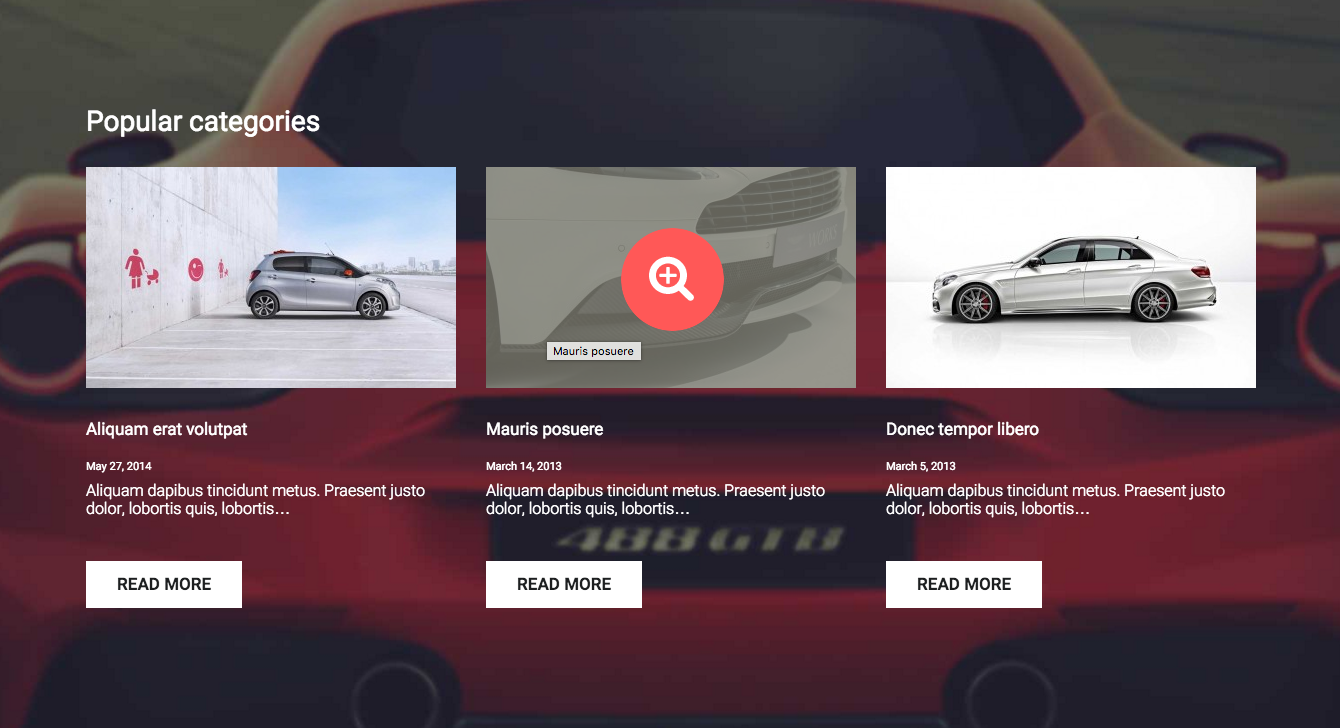 Popular categories
Mauris posuere
Aliquam erat volutpat
May 27, 2014
Aliquam dapibus tincidunt metus. Praesent justo
dolor, lobortis quis, lobortis…
READ MORE
Mauris posuere
March 14, 2013
Aliquam dapibus tincidunt metus. Praesent justo
dolor, lobortis quis, lobortis…
READ MORE
Donec tempor libero
March 5, 2013
Aliquam dapibus tincidunt metus. Praesent justo
dolor, lobortis quis, lobortis…
READ MORE
488 GTB